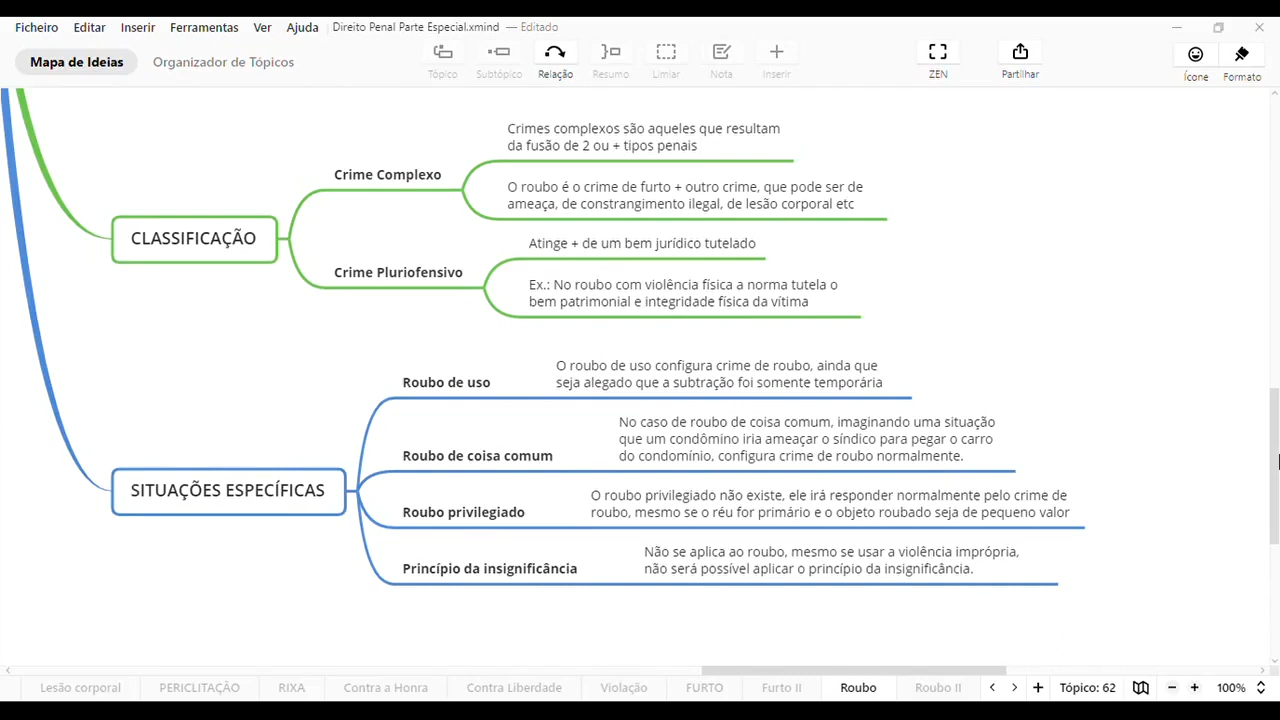 Ficheiro Editar Inserir Ferramentas Ver Ajuda Direito Penal Parte Especial.xmind — Editado
Mapa de Ideias Organizador de Tópicos
Tópico Subtópico Relação Resumo Limiar Nota Inserir ZEN Partilhar Ícone Formato
Crimes complexos são aqueles que resultam
da fusão de 2 ou + tipos penais
Crime Complexo
O roubo é o crime de furto + outro crime, que pode ser de
ameaça, de constrangimento ilegal, de lesão corporal etc
CLASSIFICAÇÃO
Atinge + de um bem jurídico tutelado
Crime Pluriofensivo
Ex.: No roubo com violência física a norma tutela o
bem patrimonial e integridade física da vítima
O roubo de uso configura crime de roubo, ainda que
seja alegado que a subtração foi somente temporária
Roubo de uso
No caso de roubo de coisa comum, imaginando uma situação
que um condômino iria ameaçar o síndico para pegar o carro
do condomínio, configura crime de roubo normalmente.
Roubo de coisa comum
SITUAÇÕES ESPECÍFICAS
O roubo privilegiado não existe, ele irá responder normalmente pelo crime de
roubo, mesmo se o réu for primário e o objeto roubado seja de pequeno valor
Roubo privilegiado
Não se aplica ao roubo, mesmo se usar a violência imprópria,
não será possível aplicar o princípio da insignificância.
Princípio da insignificância
Lesão corporal PERICLITAÇÃO RIXA Contra a Honra Contra Liberdade Violação FURTO Furto II Roubo Roubo II Tópico: 62 100%